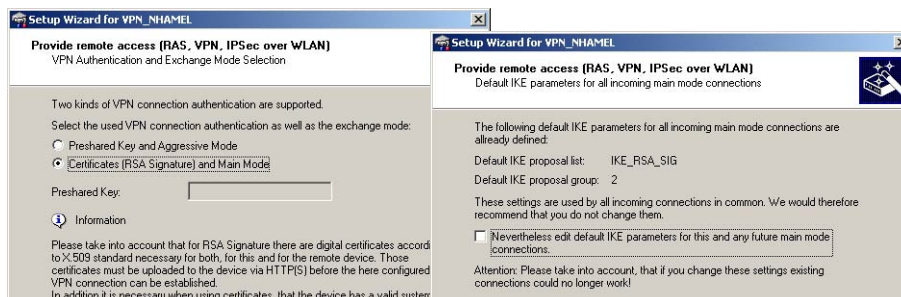 Setup Wizard for VPN_NHAMEL
Provide remote access (RAS, VPN, IPSec over WLAN)
VPN Authentication and Exchange Mode Selection
Two kinds of VPN connection authentication are supported.
Select the used VPN connection authentication as well as the exchange mode:
Preshared Key and Aggressive Mode
Certificates (RSA Signature) and Main Mode
Preshared Key:
Information
Please take into account that for RSA Signature there are digital certificates accordi
to X.509 standard necessary for both, for this and for the remote device. Those
certificates must be uploaded to the device via HTTP(S) before the here configured
VPN connection can be established.
In addition it is necessary when using certificates, that the device has a valid system
Setup Wizard for VPN_NHAMEL
Provide remote access (RAS, VPN, IPSec over WLAN)
Default IKE parameters for all incoming main mode connections
The following default IKE parameters for all incoming main mode connections are
allready defined:
Default IKE proposal list: IKE_RSA_SIG
Default IKE proposal group: 2
These settings are used by all incoming connections in common. We would therefore
recommend that you do not change them.
Nevertheless edit default IKE parameters for this and any future main mode
connections.
Attention: Please take into account, that if you change these settings existing
connections could no longer work!